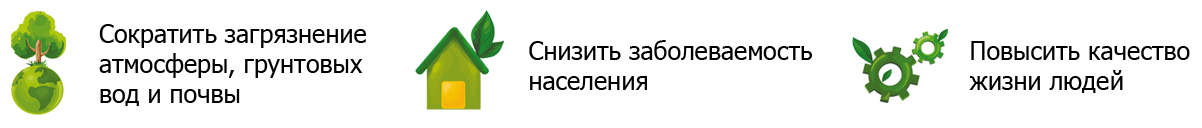 Сократить загрязнение
атмосферы, грунтовых
вод и почвы
Снизить заболеваемость
населения
Повысить качество
жизни людей